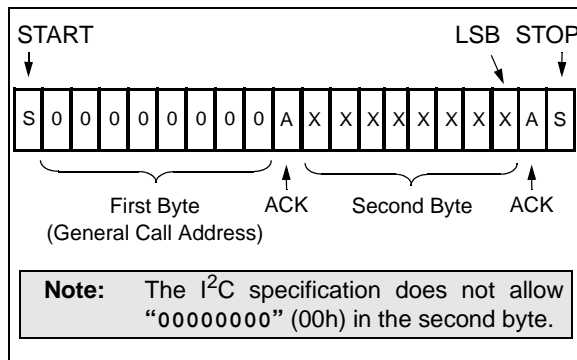 START LSB STOP
S 0 0 0 0 0 0 0 0 A X X X X X X X X A S
First Byte ACK Second Byte ACK
(General Call Address)
Note: The I²C specification does not allow
“00000000” (00h) in the second byte.